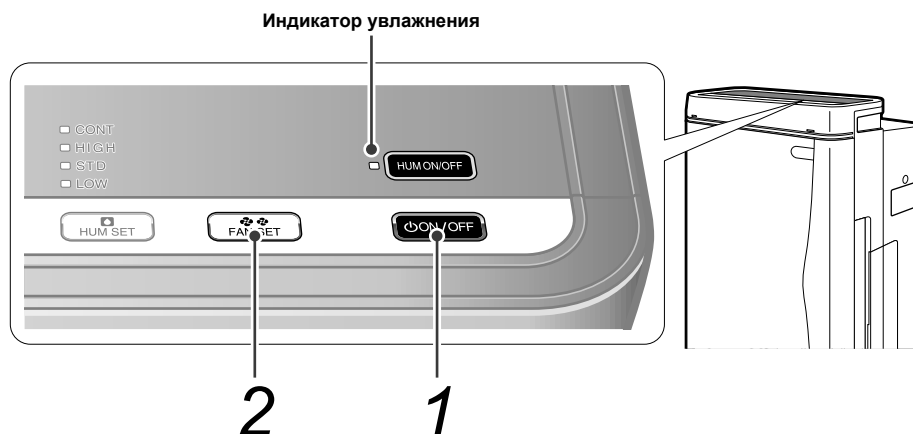 Индикатор увлажнения
CONT
HIGH
STD
LOW
HUM ON/OFF
HUM SET
FAN SET
ON/OFF
2
1